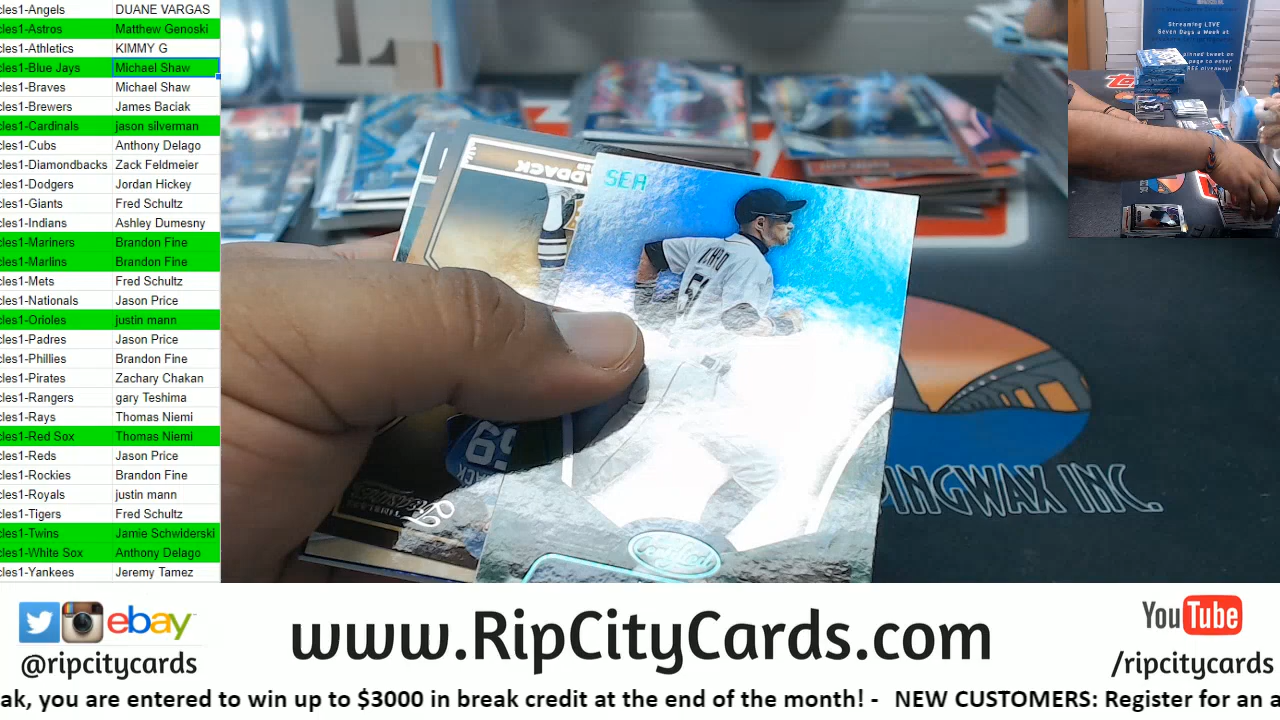 cles1-Angels DUANE VARGAS
cles1-Astros Matthew Genoski
cles1-Athletics KIMMY G
cles1-Blue Jays Michael Shaw
cles1-Braves Michael Shaw
cles1-Brewers James Baciak
cles1-Cardinals jason silverman
cles1-Cubs Anthony Delago
cles1-Diamondbacks Zack Feldmeier
cles1-Dodgers Jordan Hickey
cles1-Giants Fred Schultz
cles1-Indians Ashley Dumesny
cles1-Mariners Brandon Fine
cles1-Marlins Brandon Fine
cles1-Mets Fred Schultz
cles1-Nationals Jason Price
cles1-Orioles justin mann
cles1-Padres Jason Price
cles1-Phillies Brandon Fine
cles1-Pirates Zachary Chakan
cles1-Rangers gary Teshima
cles1-Rays Thomas Niemi
cles1-Red Sox Thomas Niemi
cles1-Reds Jason Price
cles1-Rockies Brandon Fine
cles1-Royals justin mann
cles1-Tigers Fred Schultz
cles1-Twins Jamie Schwiderski
cles1-White Sox Anthony Delago
cles1-Yankees Jeremy Tamez
SEA
ICHIRO
51
PADDACK
59
PINGWAX INC.
Streaming LIVE
Seven Days a Week at
ebay
@ripcitycards
www.RipCityCards.com
YouTube
/ripcitycards
ak, you are entered to win up to $3000 in break credit at the end of the month! - NEW CUSTOMERS: Register for an a